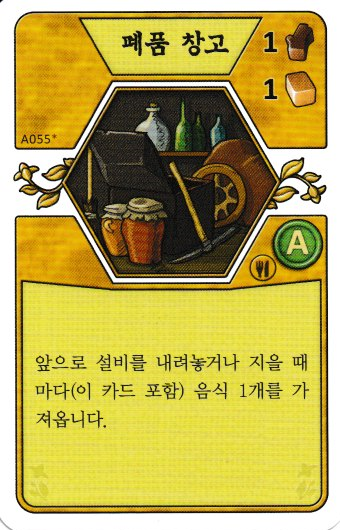 폐품 창고
1
1
A055*
A
앞으로 설비를 내려놓거나 지을 때
마다(이 카드 포함) 음식 1개를 가
져옵니다.